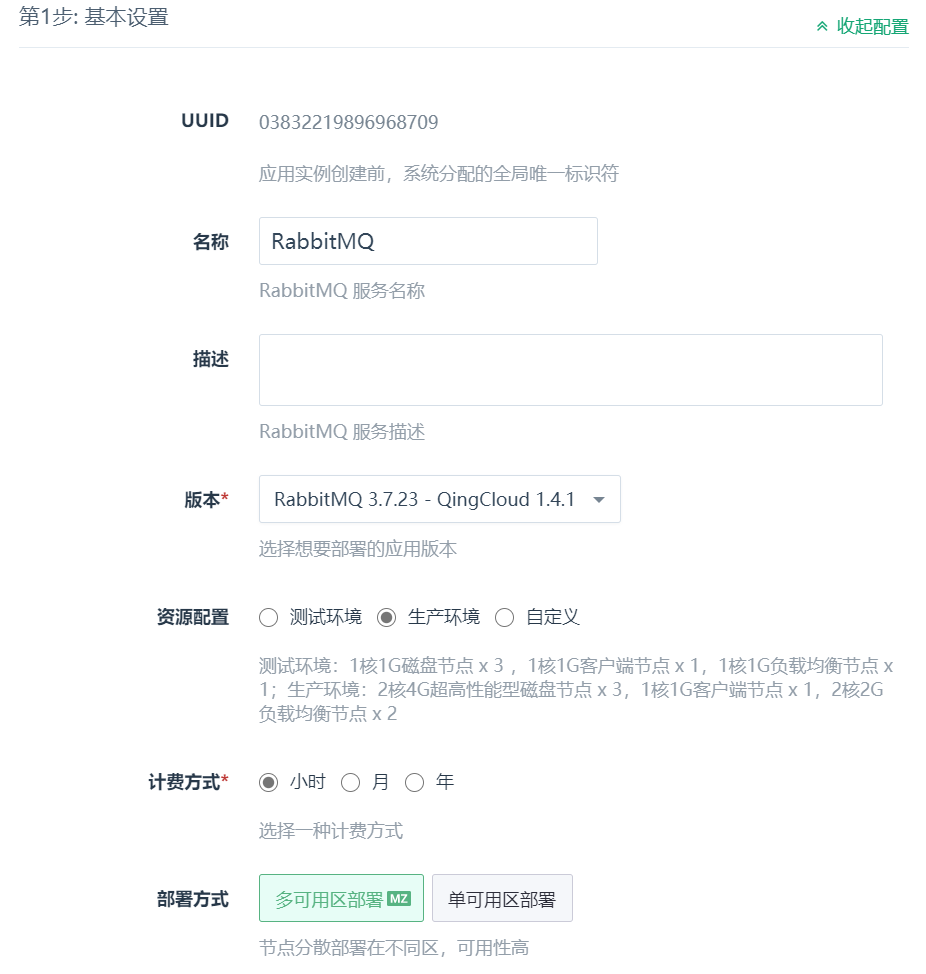 第1步: 基本设置
收起配置
UUID 03832219896968709
应用实例创建前，系统分配的全局唯一标识符
名称 RabbitMQ
RabbitMQ 服务名称
描述
RabbitMQ 服务描述
版本* RabbitMQ 3.7.23 - QingCloud 1.4.1
选择想要部署的应用版本
资源配置 测试环境 生产环境 自定义
测试环境：1核1G磁盘节点 x 3 ，1核1G客户端节点 x 1，1核1G负载均衡节点 x
1；生产环境：2核4G超高性能型磁盘节点 x 3，1核1G客户端节点 x 1，2核2G
负载均衡节点 x 2
计费方式* 小时 月 年
选择一种计费方式
部署方式 多可用区部署 MZ 单可用区部署
节点分散部署在不同区，可用性高